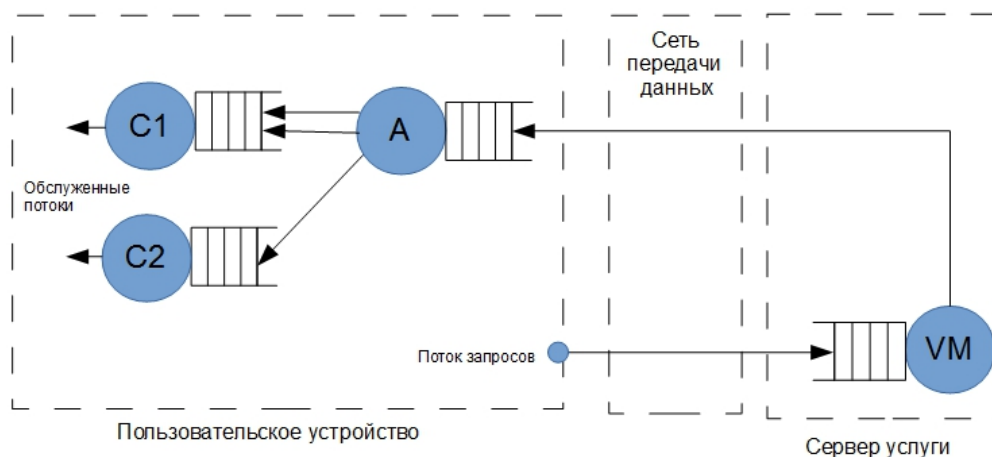 Сеть
передачи
данных
C1
A
Обслуженные
потоки
C2
Поток запросов
VM
Пользовательское устройство
Сервер услуги